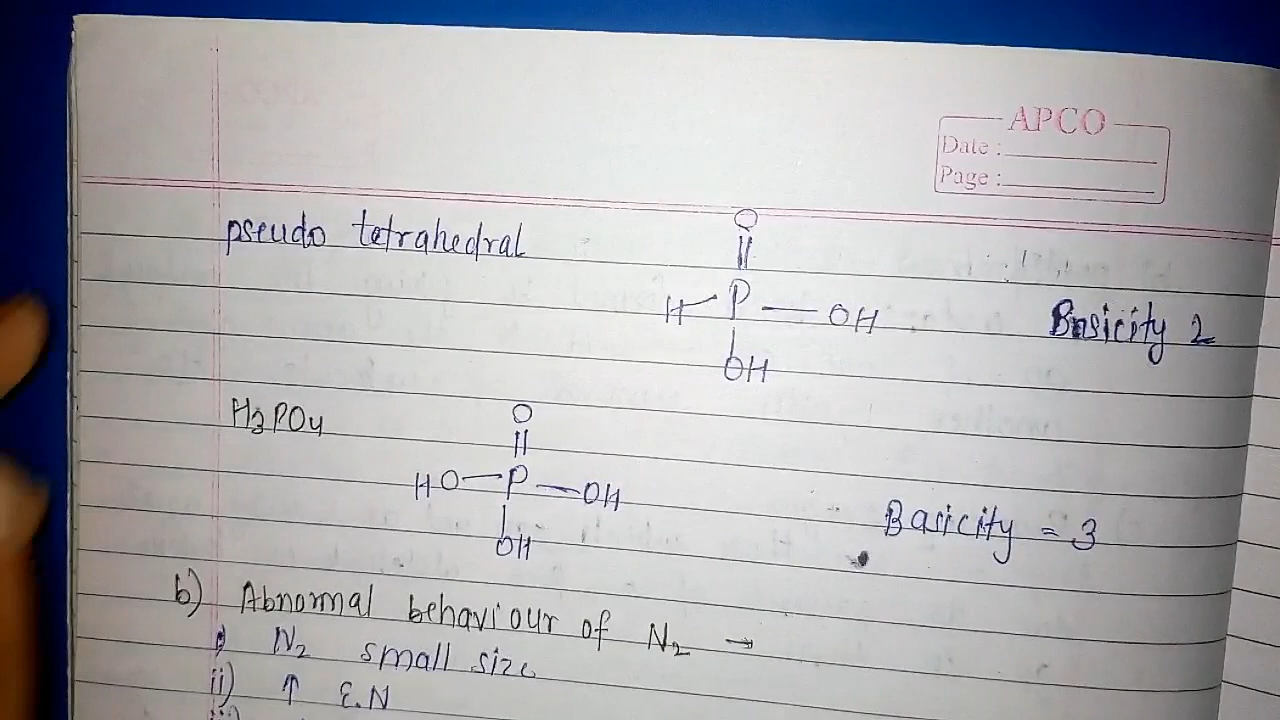 APCO
Date :
Page :
pseudo tetrahedral
O
||
H - P - OH
|
OH
Basicity 2
H3PO4
O
||
HO - P - OH
|
OH
Basicity = 3
b) Abnormal behaviour of N2 →
N2 small size
ii) ↑ E.N